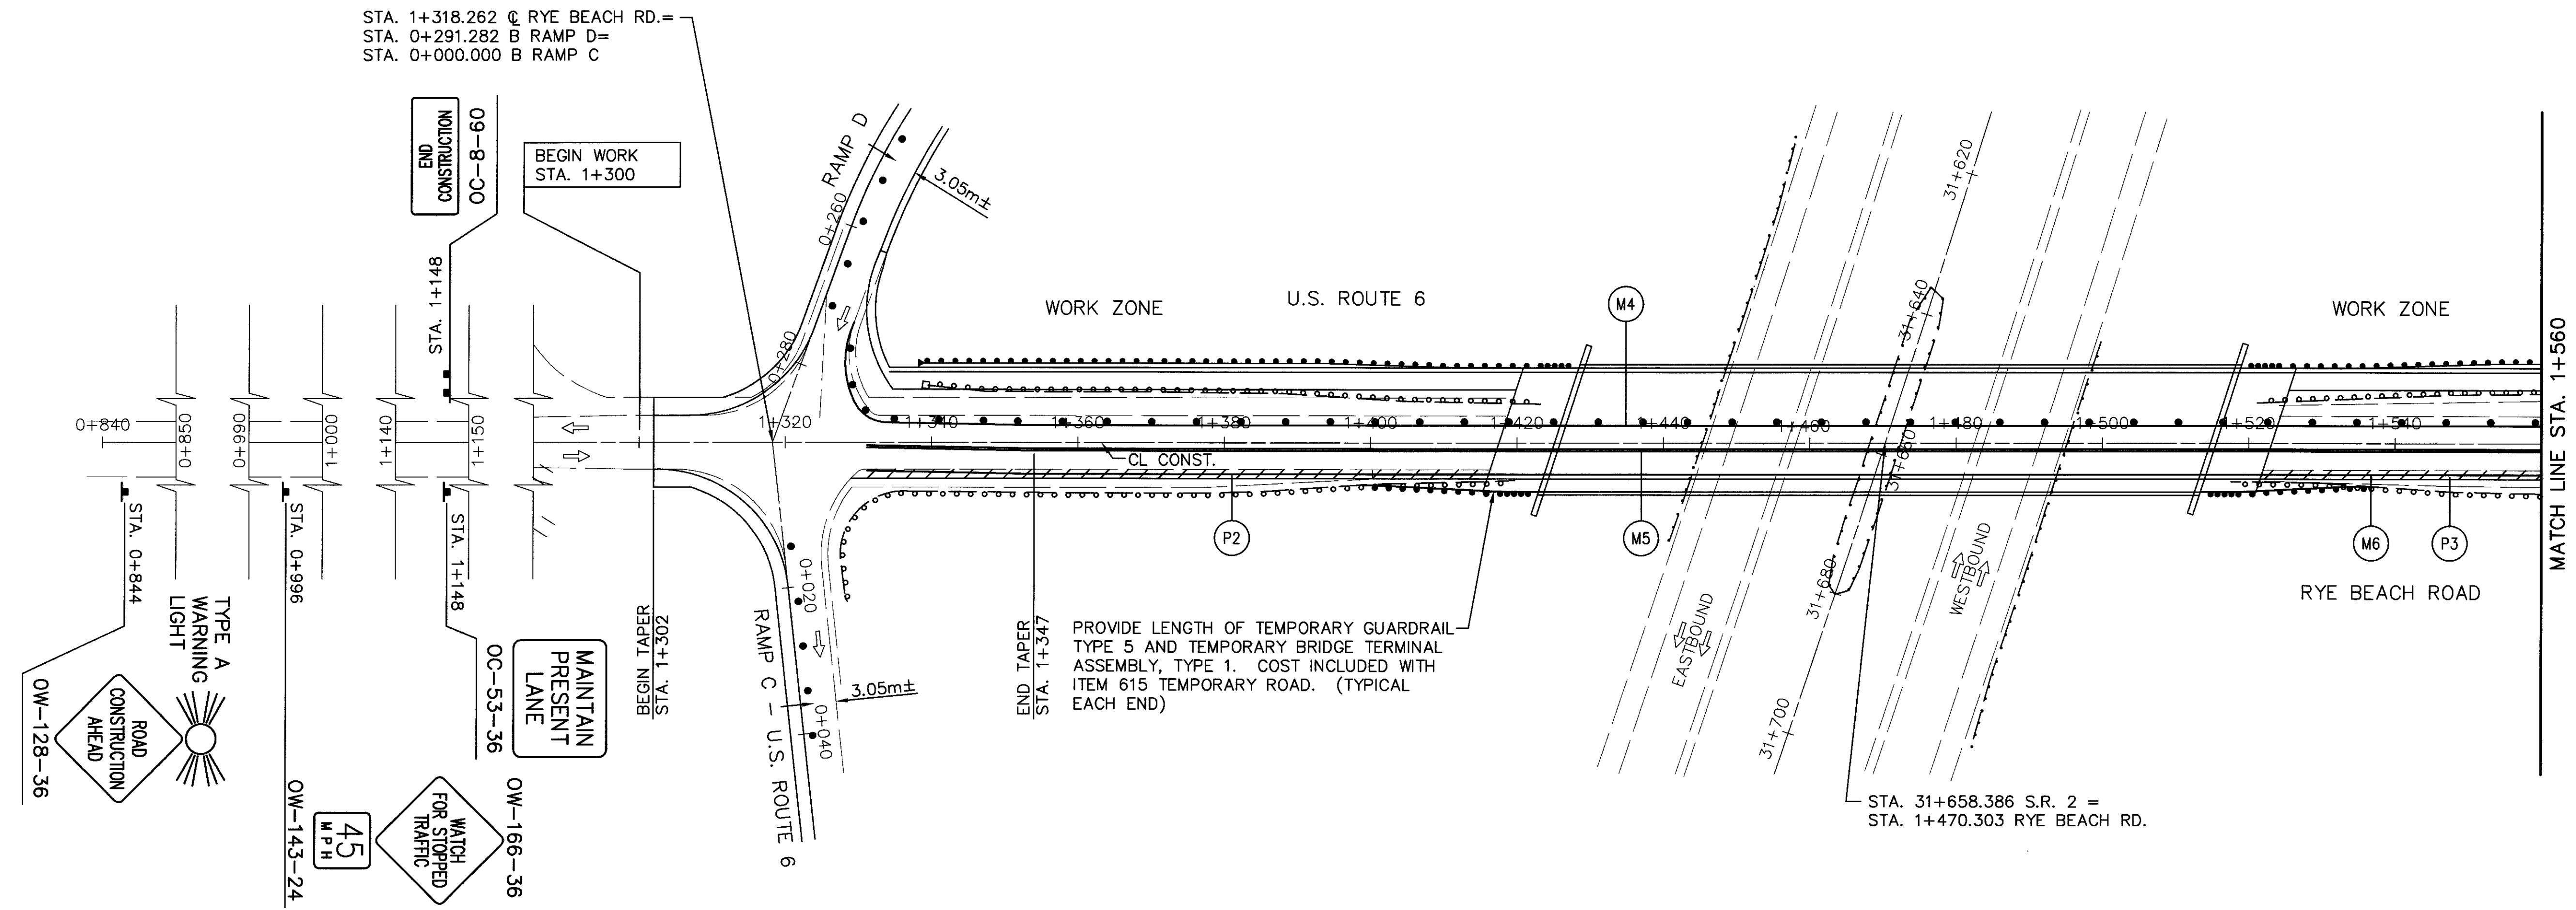 STA. 1+318.262 ℄ RYE BEACH RD.=
STA. 0+291.282 B RAMP D=
STA. 0+000.000 B RAMP C
END
CONSTRUCTION
OC-8-60
BEGIN WORK
STA. 1+300
STA. 1+148
RAMP D
3.05m±
0+260
0+280
WORK ZONE
U.S. ROUTE 6
M4
31+620
31+640
WORK ZONE
MATCH LINE STA. 1+560
0+840
0+850
0+990
1+000
1+140
1+150
1+320
1+340
1+360
1+380
1+400
1+420
1+440
1+460
1+480
1+500
1+520
1+540
CL CONST.
31+660
P2
M5
M6
P3
RYE BEACH ROAD
STA. 0+844
STA. 0+996
STA. 1+148
0+020
0+040
RAMP C - U.S. ROUTE 6
3.05m±
BEGIN TAPER
STA. 1+302
END TAPER
STA. 1+347
PROVIDE LENGTH OF TEMPORARY GUARDRAIL
TYPE 5 AND TEMPORARY BRIDGE TERMINAL
ASSEMBLY, TYPE 1. COST INCLUDED WITH
ITEM 615 TEMPORARY ROAD. (TYPICAL
EACH END)
EASTBOUND
WESTBOUND
31+680
31+700
TYPE A
WARNING
LIGHT
OW-128-36
ROAD
CONSTRUCTION
AHEAD
OC-53-36
MAINTAIN
PRESENT
LANE
OW-143-24
45
MPH
WATCH
FOR STOPPED
TRAFFIC
OW-166-36
STA. 31+658.386 S.R. 2 =
STA. 1+470.303 RYE BEACH RD.